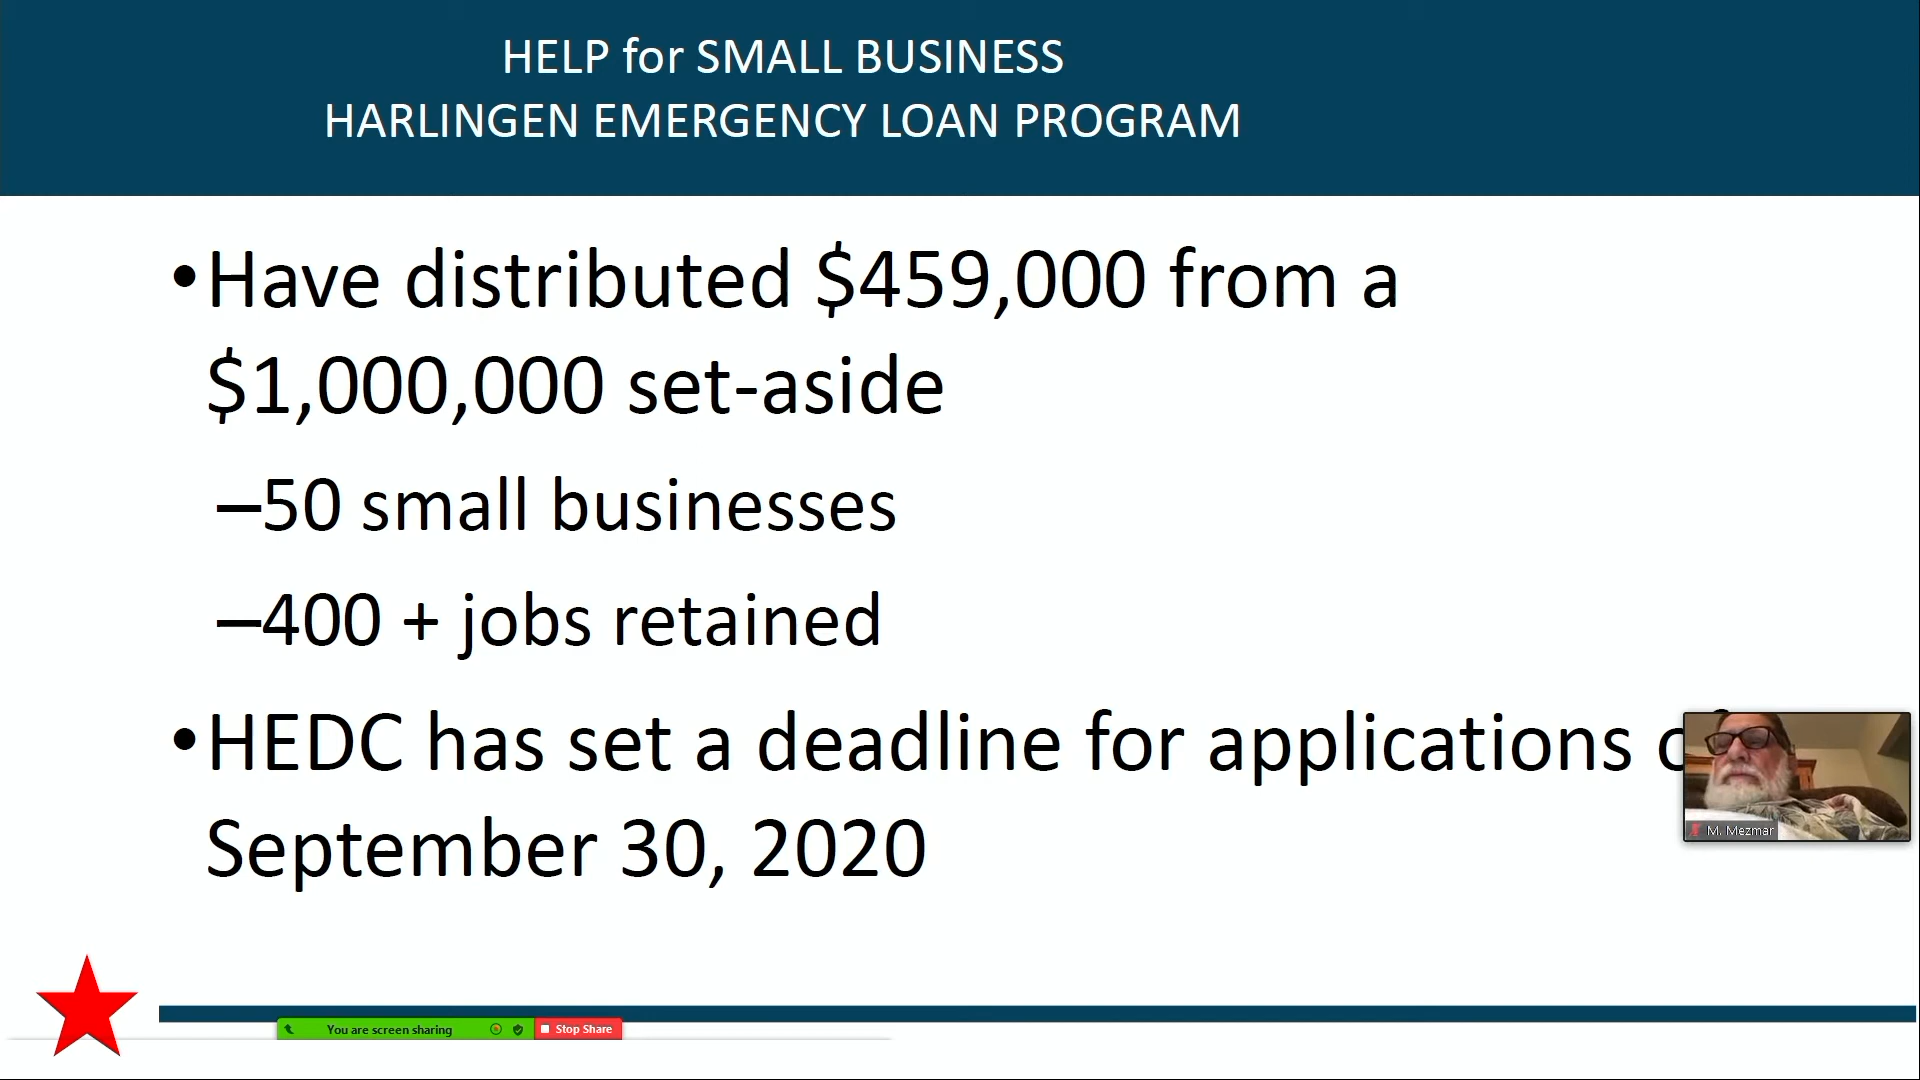 HELP for SMALL BUSINESS
HARLINGEN EMERGENCY LOAN PROGRAM
•Have distributed $459,000 from a
$1,000,000 set-aside
–50 small businesses
–400 + jobs retained
•HEDC has set a deadline for applications
September 30, 2020
M. Mezmar
You are screen sharing
Stop Share